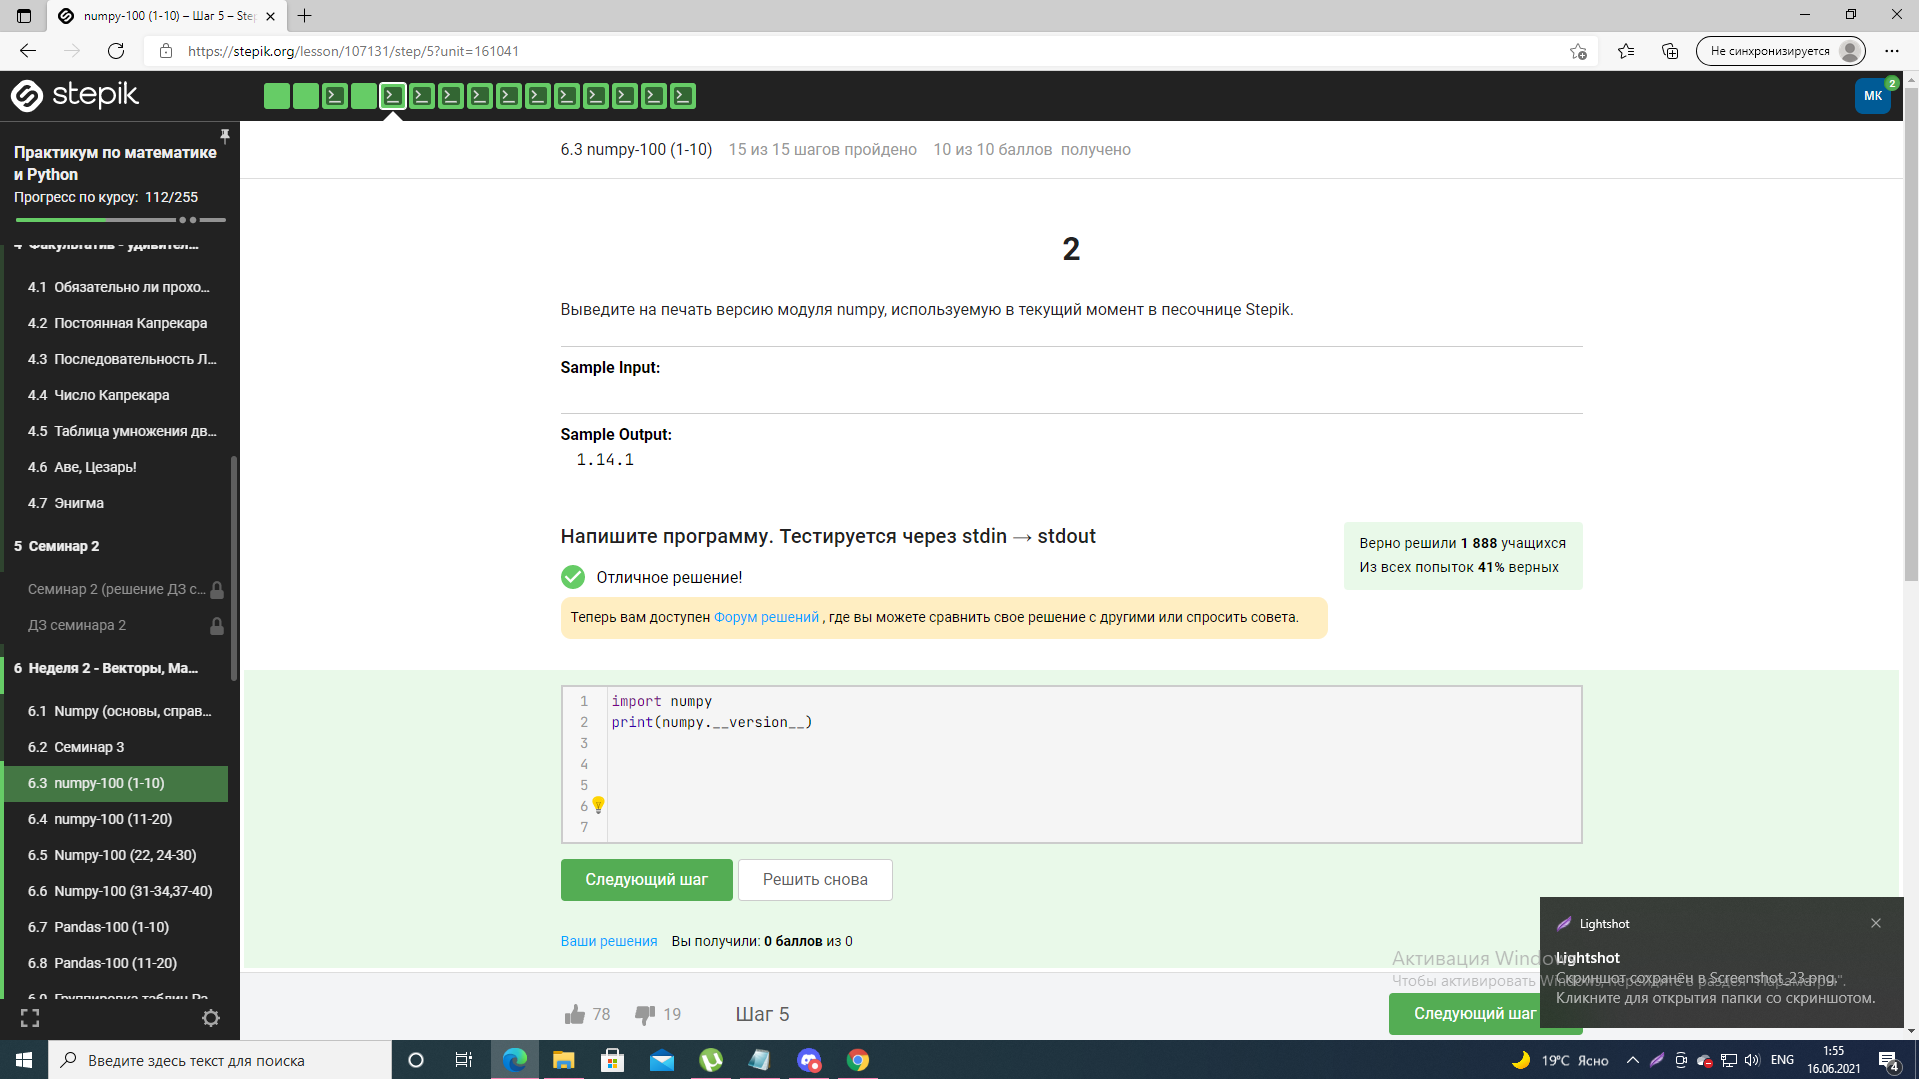 numpy-100 (1-10) – Шаг 5 – Step
https://stepik.org/lesson/107131/step/5?unit=161041
Не синхронизируется
stepik
МК
2
Практикум по математике
и Python
Прогресс по курсу: 112/255
6.3 numpy-100 (1-10) 15 из 15 шагов пройдено 10 из 10 баллов получено
4 Факультатив - удивител...
4.1 Обязательно ли прохо...
4.2 Постоянная Капрекара
4.3 Последовательность Л...
4.4 Число Капрекара
4.5 Таблица умножения дв...
4.6 Аве, Цезарь!
4.7 Энигма
5 Семинар 2
Семинар 2 (решение ДЗ с...
ДЗ семинара 2
6 Неделя 2 - Векторы, Ма...
6.1 Numpy (основы, справ...
6.2 Семинар 3
6.3 numpy-100 (1-10)
6.4 numpy-100 (11-20)
6.5 Numpy-100 (22, 24-30)
6.6 Numpy-100 (31-34,37-40)
6.7 Pandas-100 (1-10)
6.8 Pandas-100 (11-20)
6.9 Группировка таблиц Pa...
2
Выведите на печать версию модуля numpy, используемую в текущий момент в песочнице Stepik.
Sample Input:
Sample Output:
1.14.1
Напишите программу. Тестируется через stdin → stdout
Отличное решение!
Верно решили 1 888 учащихся
Из всех попыток 41% верных
Теперь вам доступен Форум решений , где вы можете сравнить свое решение с другими или спросить совета.
1 import numpy
2 print(numpy.__version__)
3
4
5
6
7
Следующий шаг
Решить снова
Ваши решения Вы получили: 0 баллов из 0
78
19
Шаг 5
Следующий шаг
Активация Windows
Чтобы активировать Windows, перейдите в раздел "Параметры".
Lightshot
Lightshot
Скриншот сохранён в Screenshot_23.png.
Кликните для открытия папки со скриншотом.
Введите здесь текст для поиска
19°C Ясно
ENG
1:55
16.06.2021
4